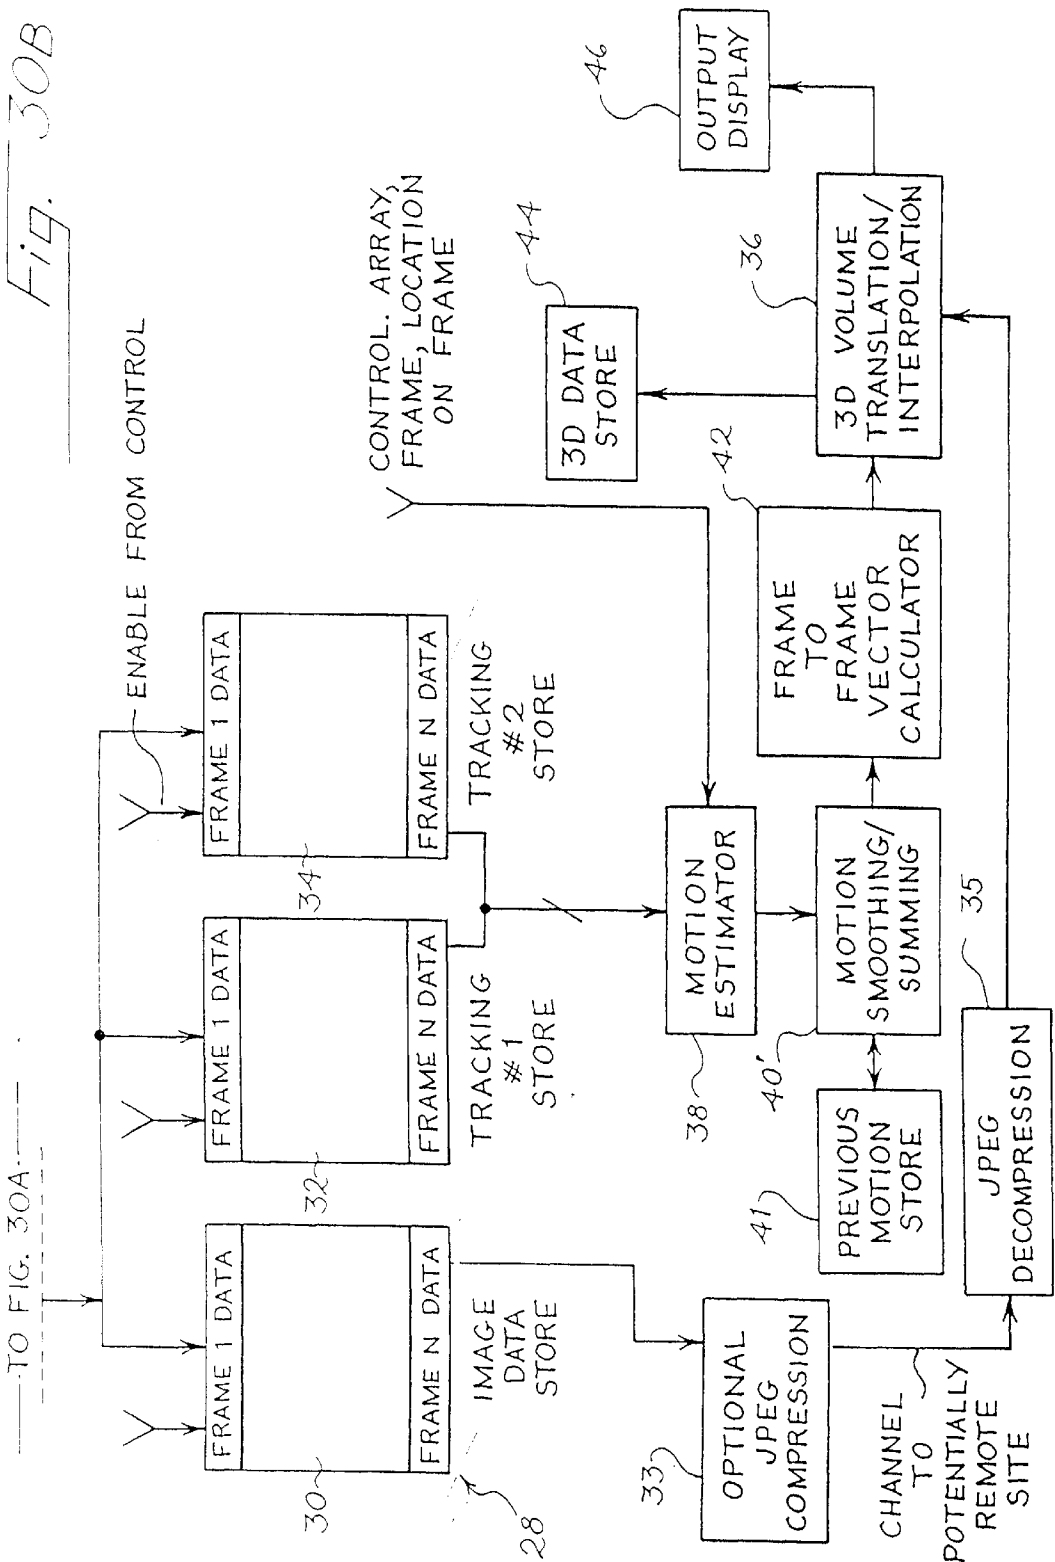 Fig. 30B
TO FIG. 30A
ENABLE FROM CONTROL
FRAME 1 DATA
FRAME N DATA
30
IMAGE
DATA
STORE
28
FRAME 1 DATA
FRAME N DATA
32
TRACKING
#1
STORE
FRAME 1 DATA
FRAME N DATA
34
TRACKING
#2
STORE
CONTROL. ARRAY,
FRAME, LOCATION
ON FRAME
OPTIONAL
JPEG
COMPRESSION
33
MOTION
ESTIMATOR
38
3D DATA
STORE
44
OUTPUT
DISPLAY
46
PREVIOUS
MOTION
STORE
41
MOTION
SMOOTHING/
SUMMING
40'
FRAME
TO
FRAME
VECTOR
CALCULATOR
42
3D VOLUME
TRANSLATION/
INTERPOLATION
36
CHANNEL
TO
POTENTIALLY
REMOTE
SITE
JPEG
DECOMPRESSION
35